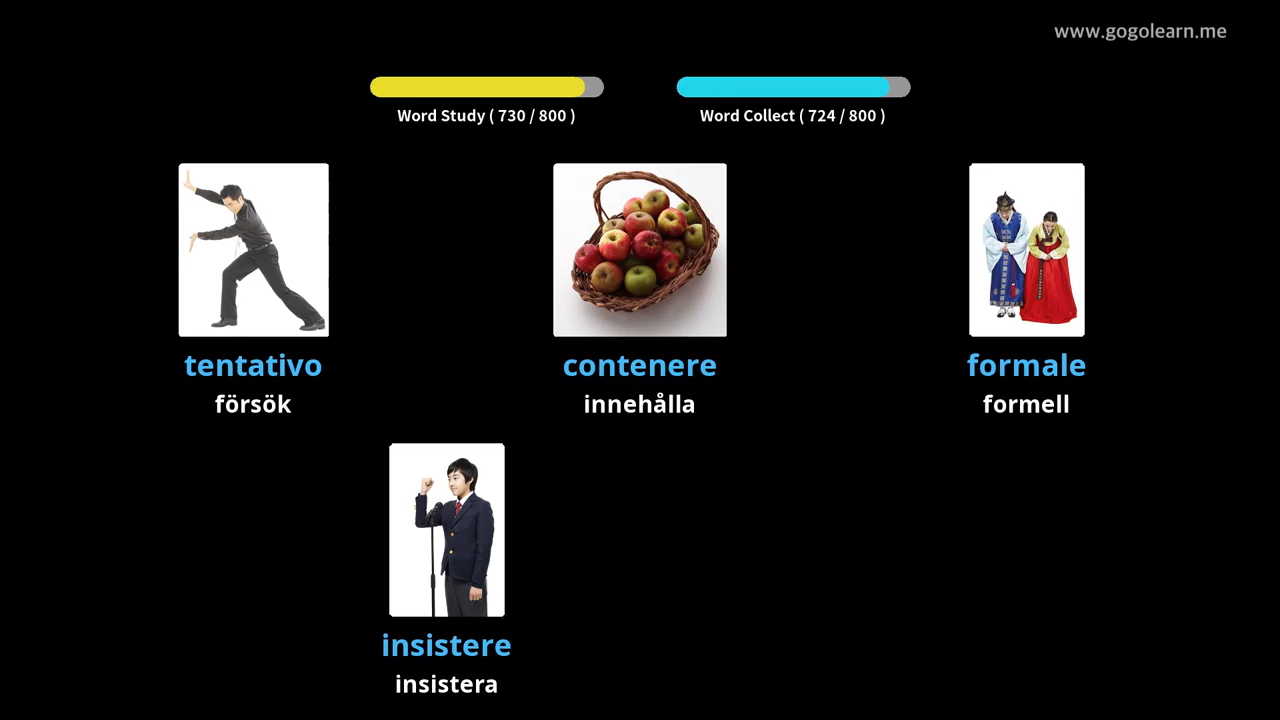 www.gogolearn.me
Word Study ( 730 / 800 )
Word Collect ( 724 / 800 )
tentativo
försök
contenere
innehålla
formale
formell
insistere
insistera